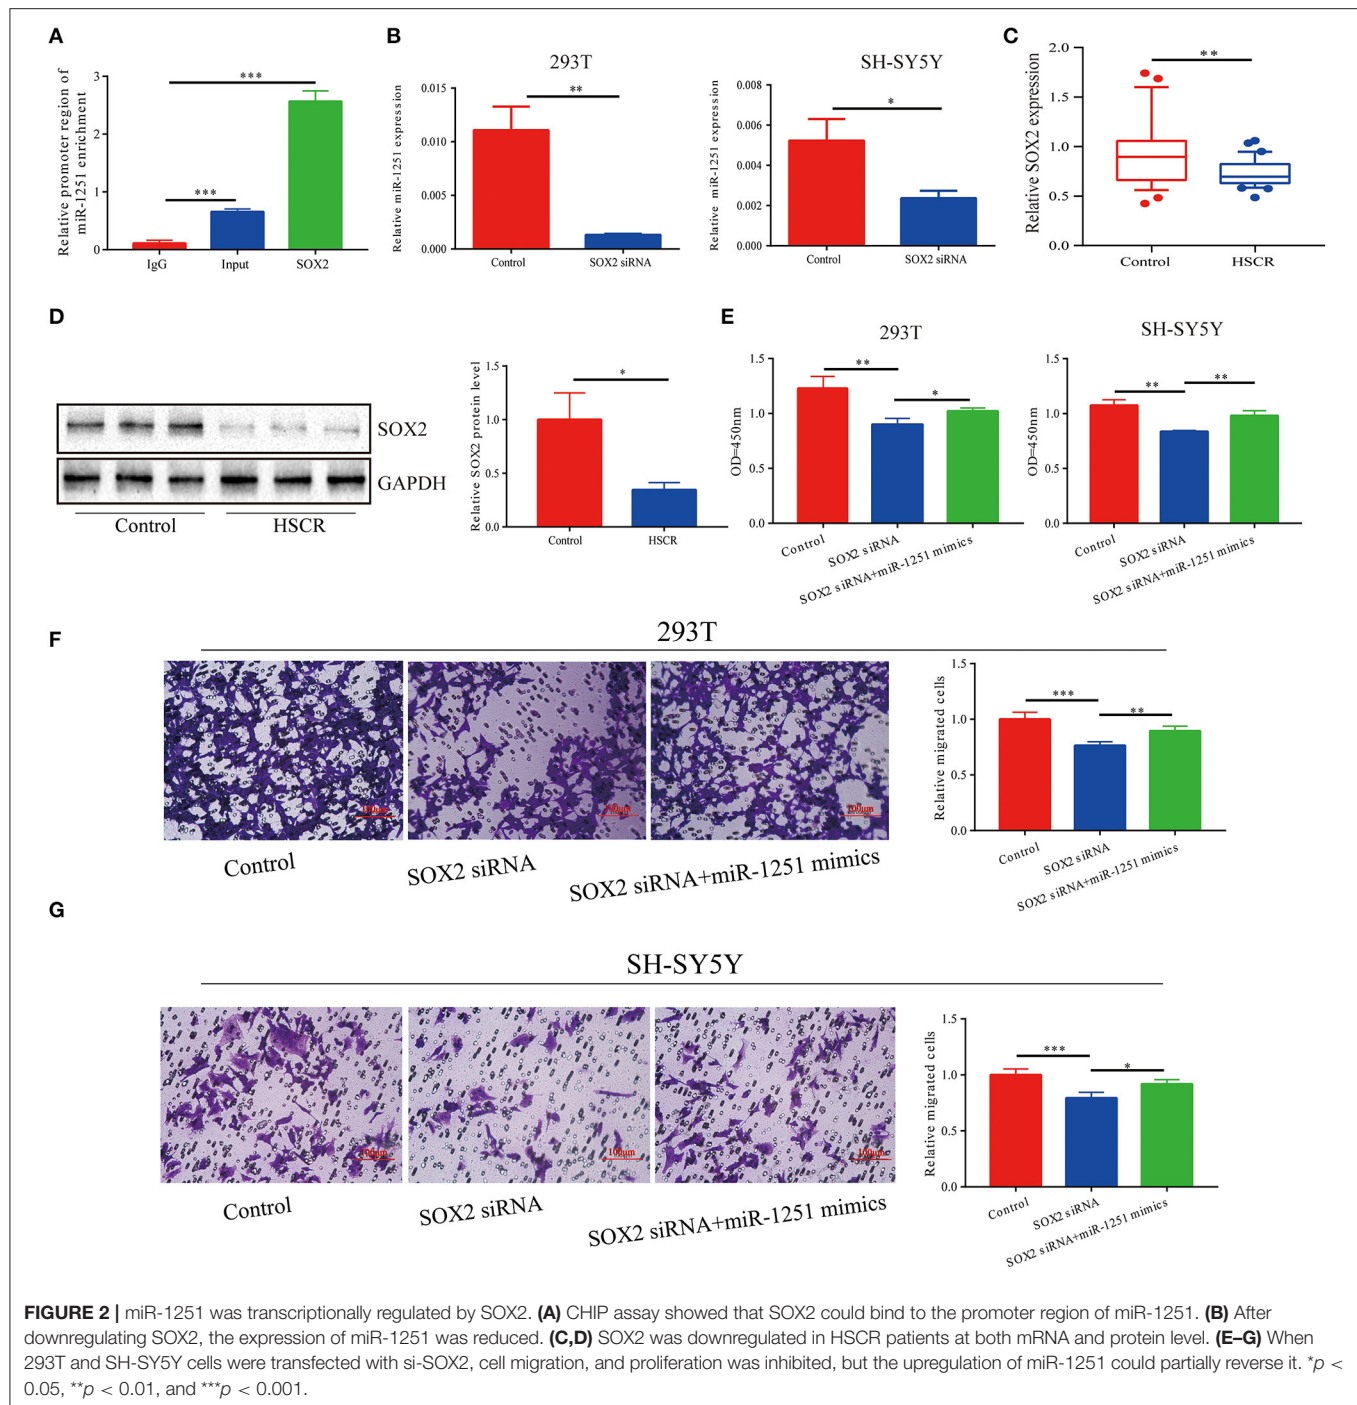 A
Relative promoter region of
miR-1251 enrichment
3
2
1
0
***
***
IgG Input SOX2
B
293T
Relative miR-1251 expression
0.015
0.010
0.005
0.000
**
Control SOX2 siRNA
SH-SY5Y
Relative miR-1251 expression
0.008
0.006
0.004
0.002
0.000
*
Control SOX2 siRNA
C
Relative SOX2 expression
2.0
1.5
1.0
0.5
0.0
**
Control HSCR
D
SOX2
GAPDH
Control HSCR
Relative SOX2 protein level
1.5
1.0
0.5
0.0
*
Control HSCR
E
293T
OD=450nm
1.5
1.0
0.5
0.0
**
*
Control
SOX2 siRNA
SOX2 siRNA+miR-1251 mimics
SH-SY5Y
OD=450nm
1.5
1.0
0.5
0.0
**
**
Control
SOX2 siRNA
SOX2 siRNA+miR-1251 mimics
F
293T
100μm
100μm
100μm
Control
SOX2 siRNA
SOX2 siRNA+miR-1251 mimics
Relative migrated cells
1.5
1.0
0.5
0.0
***
**
Control
SOX2 siRNA
SOX2 siRNA+miR-1251 mimics
G
SH-SY5Y
100μm
100μm
100μm
Control
SOX2 siRNA
SOX2 siRNA+miR-1251 mimics
Relative migrated cells
1.5
1.0
0.5
0.0
***
*
Control
SOX2 siRNA
SOX2 siRNA+miR-1251 mimics
FIGURE 2 | miR-1251 was transcriptionally regulated by SOX2. (A) CHIP assay showed that SOX2 could bind to the promoter region of miR-1251. (B) After
downregulating SOX2, the expression of miR-1251 was reduced. (C,D) SOX2 was downregulated in HSCR patients at both mRNA and protein level. (E–G) When
293T and SH-SY5Y cells were transfected with si-SOX2, cell migration, and proliferation was inhibited, but the upregulation of miR-1251 could partially reverse it. *p <
0.05, **p < 0.01, and ***p < 0.001.